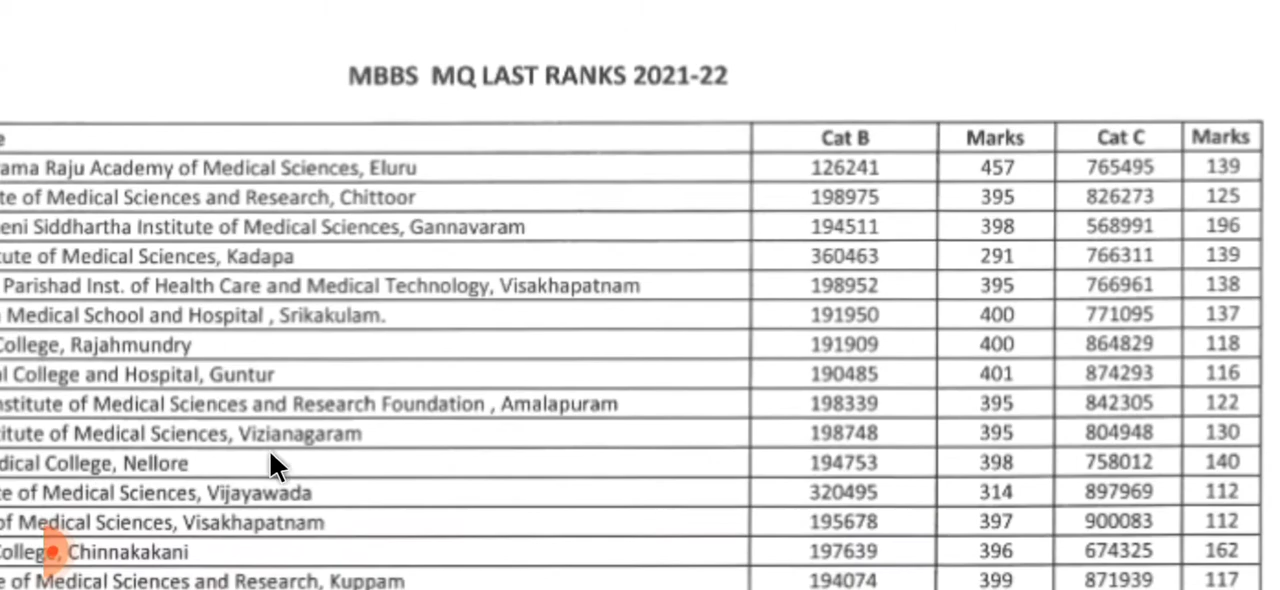 MBBS MQ LAST RANKS 2021-22
Cat B Marks Cat C Marks
ama Raju Academy of Medical Sciences, Eluru 126241 457 765495 139
te of Medical Sciences and Research, Chittoor 198975 395 826273 125
eni Siddhartha Institute of Medical Sciences, Gannavaram 194511 398 568991 196
tute of Medical Sciences, Kadapa 360463 291 766311 139
Parishad Inst. of Health Care and Medical Technology, Visakhapatnam 198952 395 766961 138
Medical School and Hospital , Srikakulam. 191950 400 771095 137
College, Rajahmundry 191909 400 864829 118
l College and Hospital, Guntur 190485 401 874293 116
nstitute of Medical Sciences and Research Foundation , Amalapuram 198339 395 842305 122
titute of Medical Sciences, Vizianagaram 198748 395 804948 130
dical College, Nellore 194753 398 758012 140
te of Medical Sciences, Vijayawada 320495 314 897969 112
of Medical Sciences, Visakhapatnam 195678 397 900083 112
College, Chinnakakani 197639 396 674325 162
e of Medical Sciences and Research, Kuppam 194074 399 871939 117